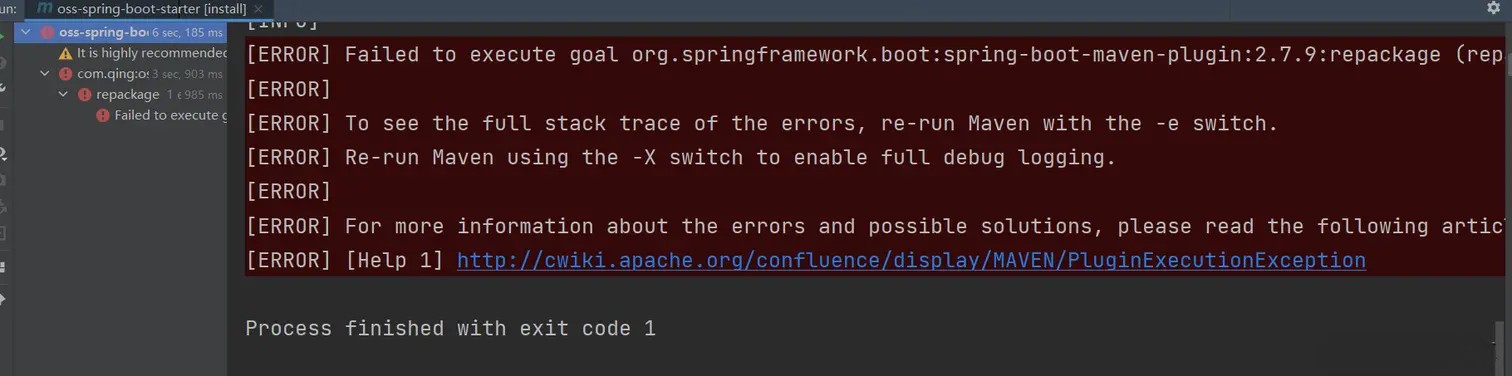 un: oss-spring-boot-starter [install]
oss-spring-bo 6 sec, 185 ms
It is highly recommended
com.qing:os 3 sec, 903 ms
repackage 985 ms
Failed to execute g
[INFO]
[ERROR] Failed to execute goal org.springframework.boot:spring-boot-maven-plugin:2.7.9:repackage (rep
[ERROR]
[ERROR] To see the full stack trace of the errors, re-run Maven with the -e switch.
[ERROR] Re-run Maven using the -X switch to enable full debug logging.
[ERROR]
[ERROR] For more information about the errors and possible solutions, please read the following artic
[ERROR] [Help 1] http://cwiki.apache.org/confluence/display/MAVEN/PluginExecutionException
Process finished with exit code 1